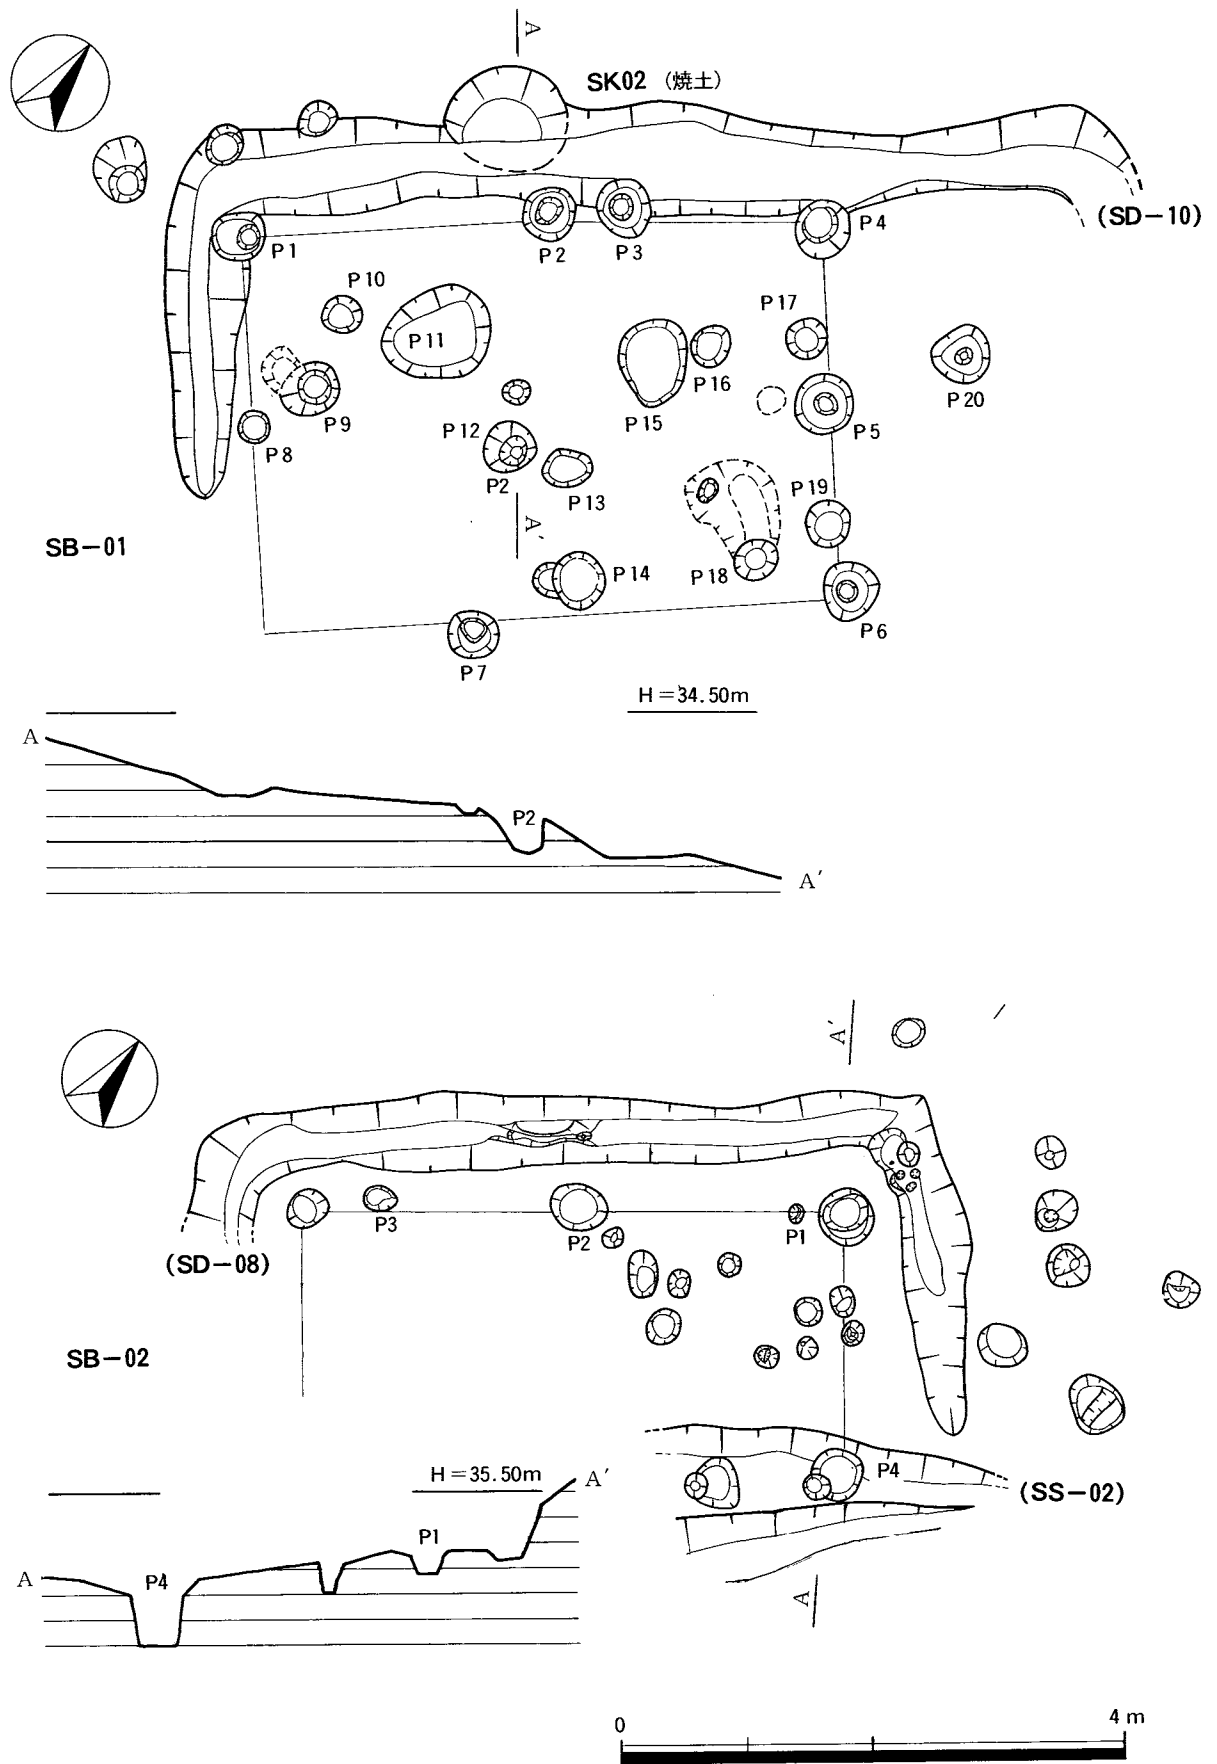 A
SK02 (焼土)
(SD-10)
P1
P2
P3
P4
P10
P17
P11
P16
P20
P9
P15
P5
P8
P12
P2
P13
P19
A'
SB-01
P14
P18
P6
P7
H=34.50m
A
P2
A'
A'
P3
P2
P1
(SD-08)
SB-02
P4
H=35.50m
A'
(SS-02)
P1
A
P4
A
0
4m